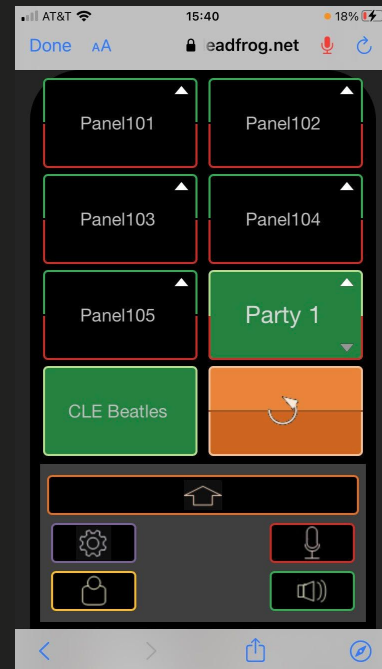 AT&T 15:40 18%
Done AA eadfrog.net
Panel101 Panel102
Panel103 Panel104
Panel105 Party 1
CLE Beatles